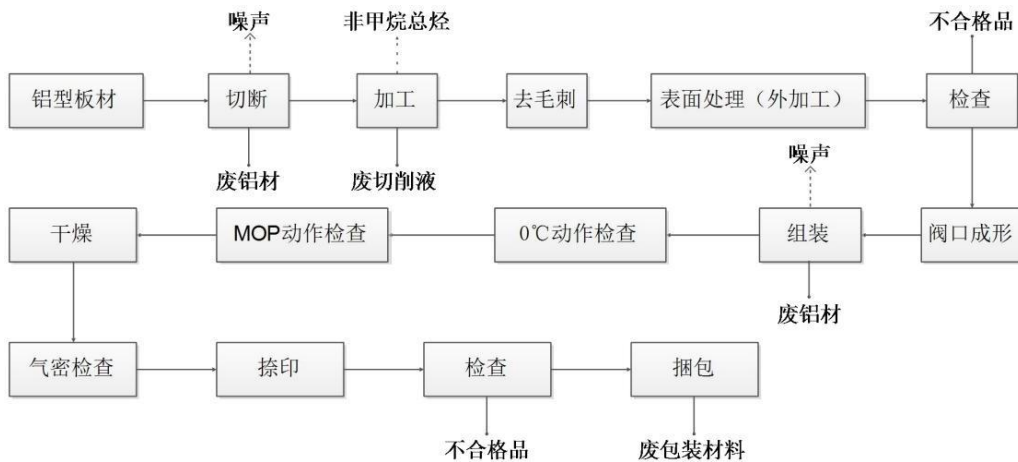 噪声 非甲烷总烃 不合格品
铝型板材 切断 加工 去毛刺 表面处理（外加工） 检查
废铝材 废切削液 噪声
干燥 MOP动作检查 0℃动作检查 组装 阀口成形
废铝材
气密检查 捺印 检查 捆包
不合格品 废包装材料